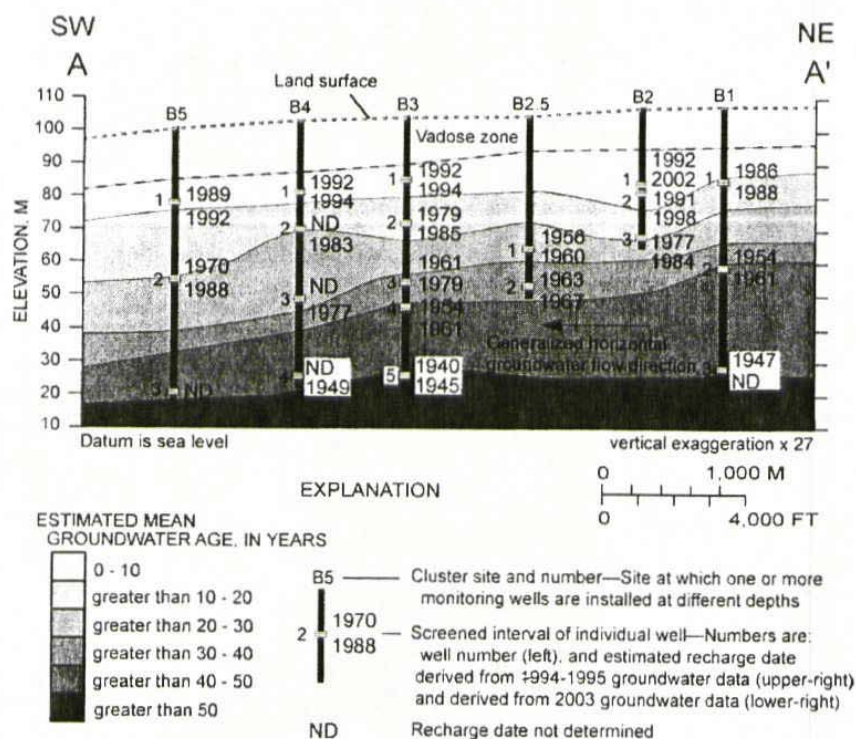 SW
NE
A
A'
Land surface
110
100
90
80
70
60
50
40
30
20
10
ELEVATION, M
B5
B4
B3
B2.5
B2
B1
Vadose zone
1 1989
1992
2 1970
1988
3 ND
1 1992
1994
2 ND
1983
3 ND
1977
4 ND
1949
1 1992
1994
2 1979
1985
3 1961
1979
4 1954
1961
5 1940
1945
1 1956
1960
2 1963
1967
1 1992
2002
2 1991
1998
3 1977
1984
1 1986
1988
2 1954
1961
3 1947
ND
Generalized horizontal
groundwater flow direction
Datum is sea level
vertical exaggeration x 27
0 1,000 M
0 4,000 FT
EXPLANATION
ESTIMATED MEAN
GROUNDWATER AGE, IN YEARS
0 - 10
greater than 10 - 20
greater than 20 - 30
greater than 30 - 40
greater than 40 - 50
greater than 50
B5
2 1970
1988
ND
Cluster site and number—Site at which one or more
monitoring wells are installed at different depths
Screened interval of individual well—Numbers are:
well number (left), and estimated recharge date
derived from 1994-1995 groundwater data (upper-right)
and derived from 2003 groundwater data (lower-right)
Recharge date not determined